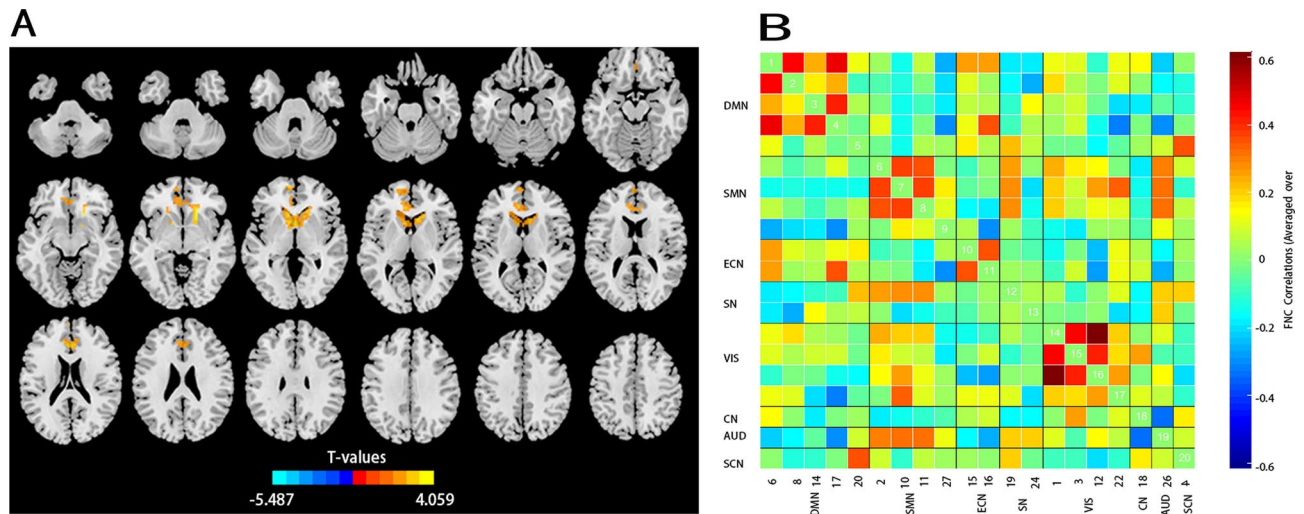 A
T-values
-5.487 4.059
B
DMN
SMN
ECN
SN
VIS
CN
AUD
SCN
1
2
3
4
5
6
7
8
9
10
11
12
13
14
15
16
17
18
19
20
6 8 14 17 20 2 10 11 27 15 16 19 24 1 3 12 22 18 26 4
DMN SMN ECN SN VIS CN AUD SCN
0.6
0.4
0.2
0
-0.2
-0.4
-0.6
FNC Correlations (Averaged over